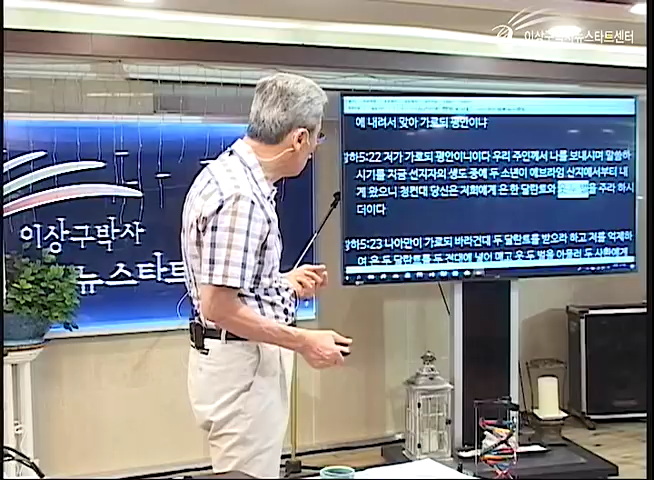 이상구박사뉴스타트센터
에 내려서 맞아 가로되 평안이냐
왕하5:22 저가 가로되 평안이니이다 우리 주인께서 나를 보내시며 말씀하
시기를 지금 선지자의 생도 중에 두 소년이 에브라임 산지에서부터 내
게 왔으니 청컨대 당신은 저희에게 은 한 달란트와 옷 두 벌을 주라 하시
더이다
왕하5:23 나아만이 가로되 바라건대 두 달란트를 받으라 하고 저를 억제하
여 은 두 달란트를 두 전대에 넣어 매고 옷 두 벌을 아울러 두 사환에게
이상구박사
뉴스타트